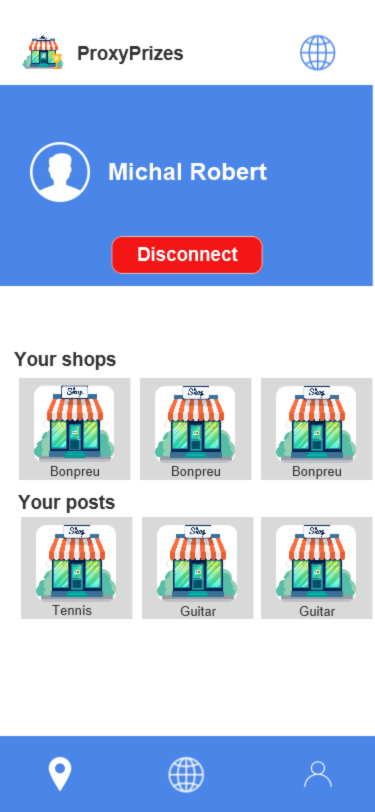 ProxyPrizes
Michal Robert
Disconnect
Your shops
Shop Shop Shop
Bonpreu Bonpreu Bonpreu
Your posts
Shop Shop Shop
Tennis Guitar Guitar